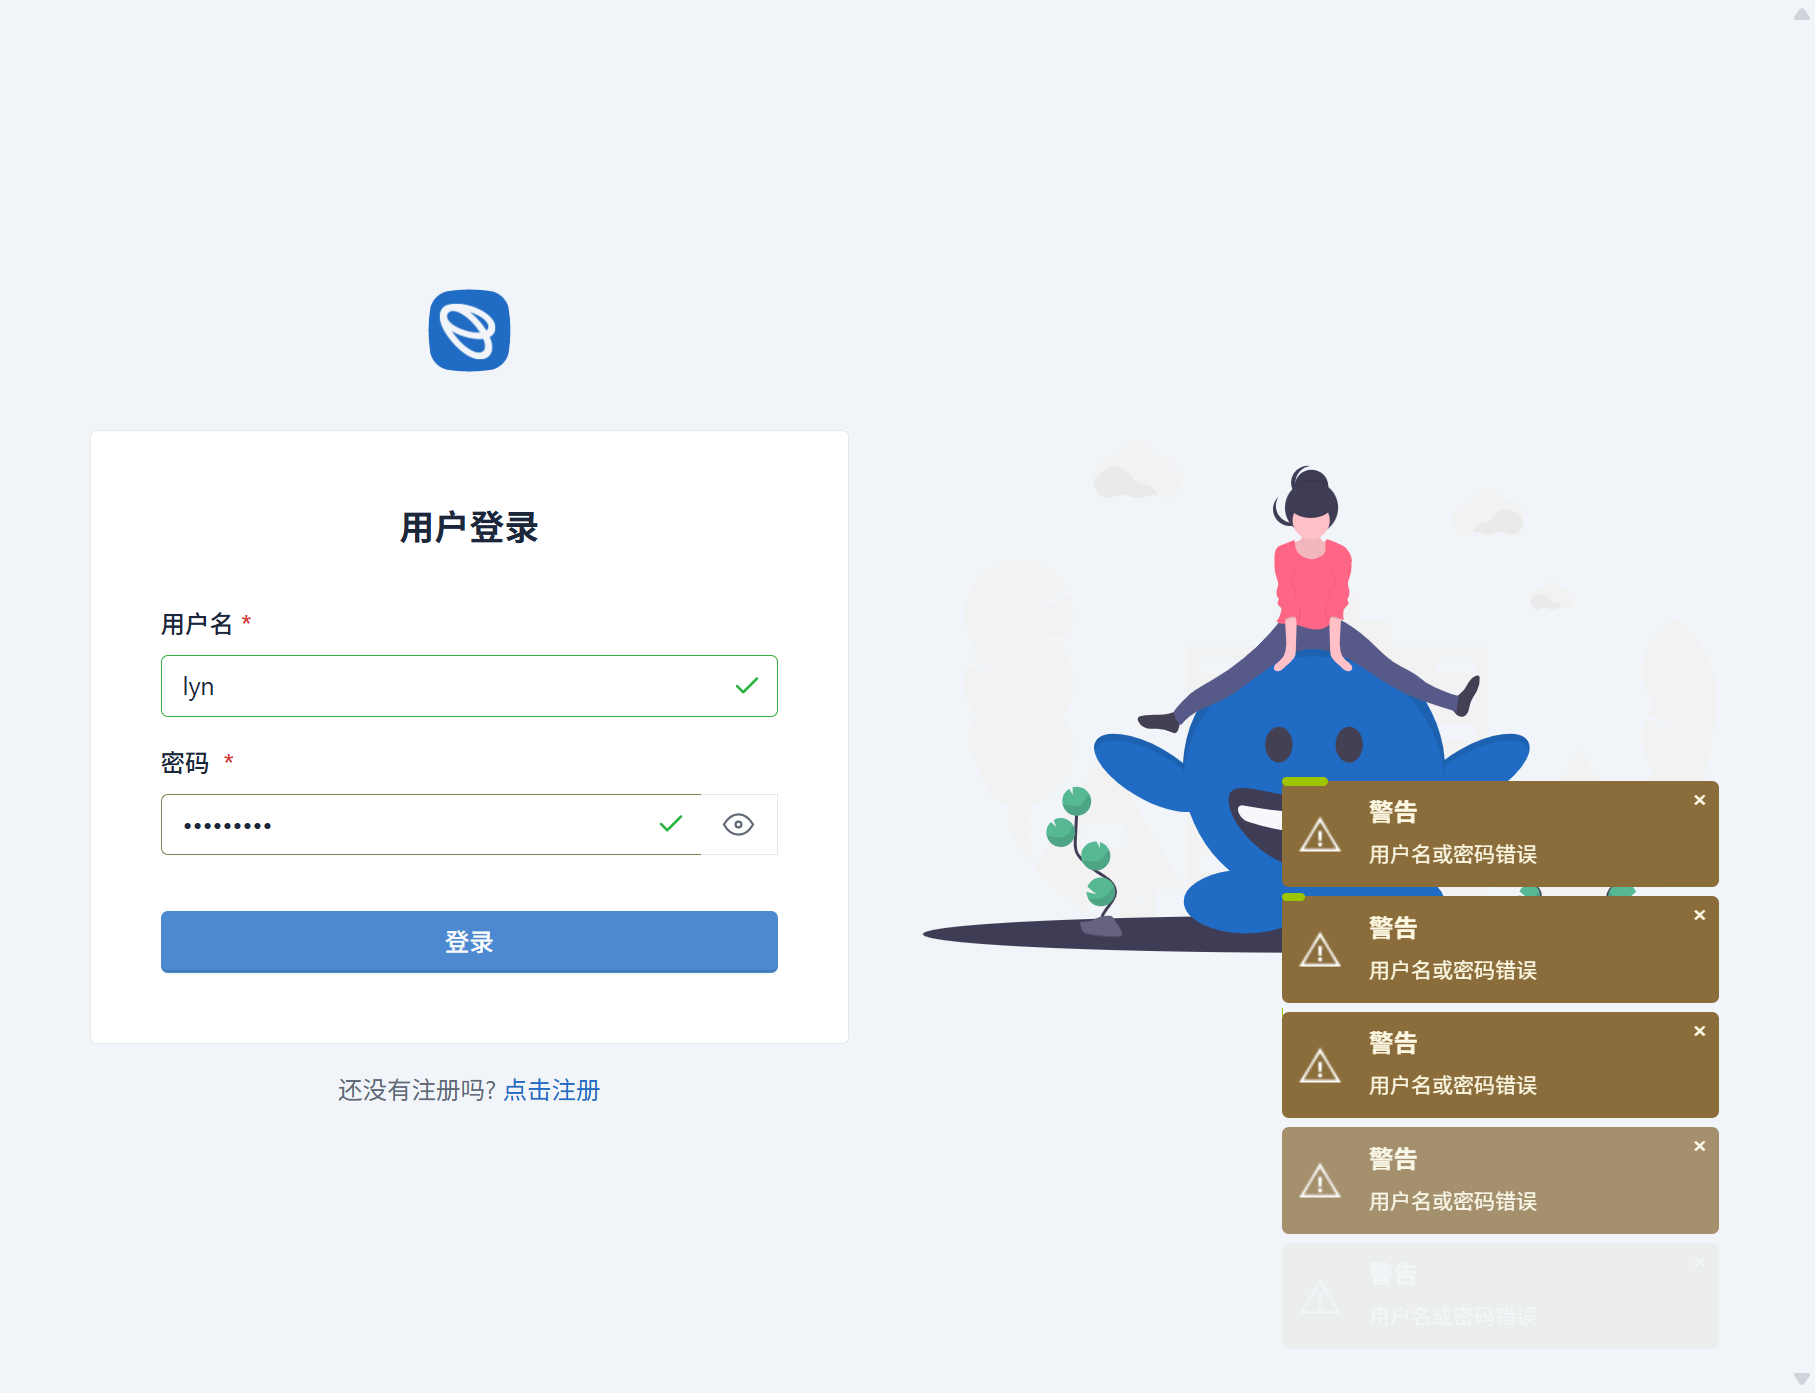 用户登录
用户名 *
lyn
密码 *
•••••••••
登录
还没有注册吗? 点击注册
警告
用户名或密码错误
警告
用户名或密码错误
警告
用户名或密码错误
警告
用户名或密码错误
警告
用户名或密码错误